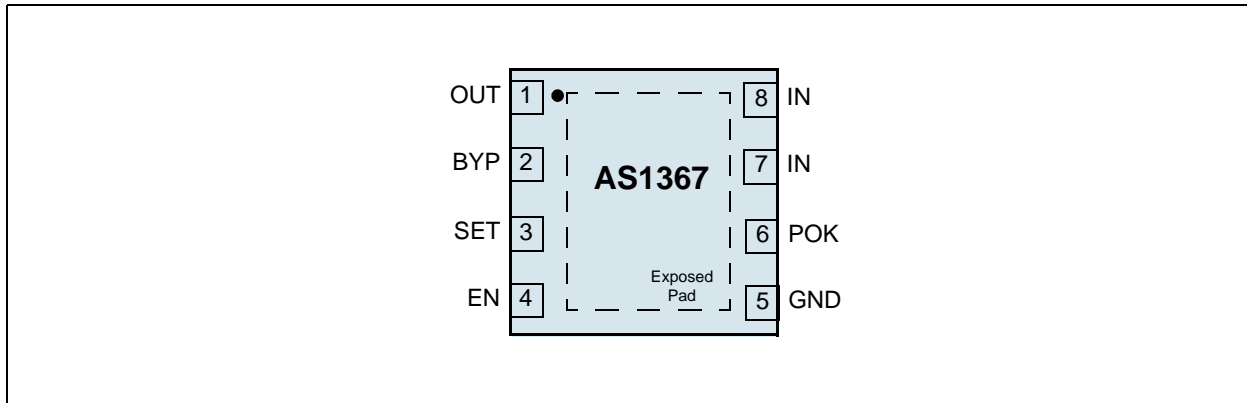 OUT 1 8 IN
BYP 2 AS1367 7 IN
SET 3 6 POK
Exposed
Pad
EN 4 5 GND